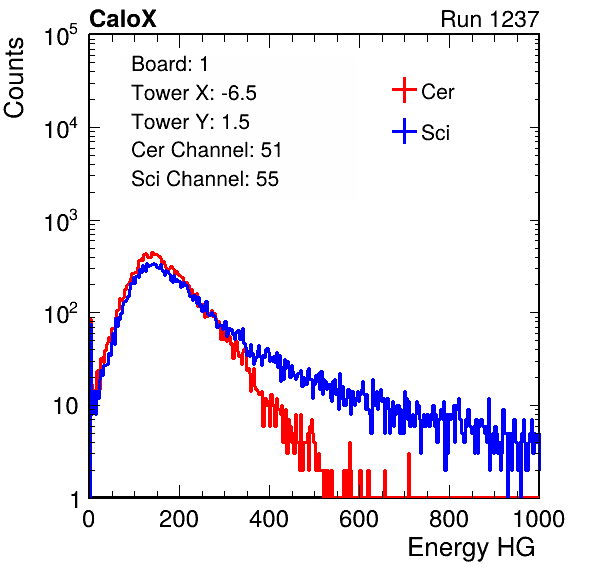 CaloX Run 1237
Counts
Board: 1
Tower X: -6.5
Tower Y: 1.5
Cer Channel: 51
Sci Channel: 55
Cer
Sci
10^5
10^4
10^3
10^2
10
1
0 200 400 600 800 1000
Energy HG